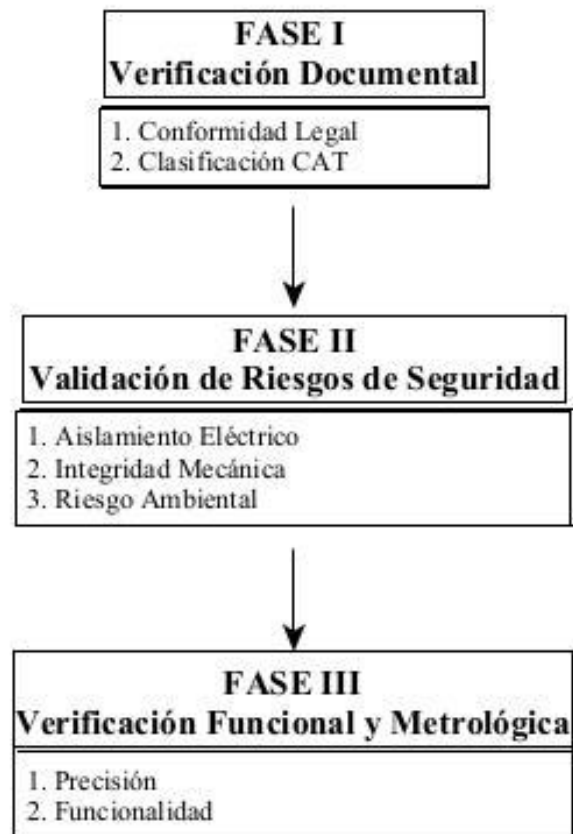 FASE I
Verificación Documental
1. Conformidad Legal
2. Clasificación CAT
FASE II
Validación de Riesgos de Seguridad
1. Aislamiento Eléctrico
2. Integridad Mecánica
3. Riesgo Ambiental
FASE III
Verificación Funcional y Metrológica
1. Precisión
2. Funcionalidad